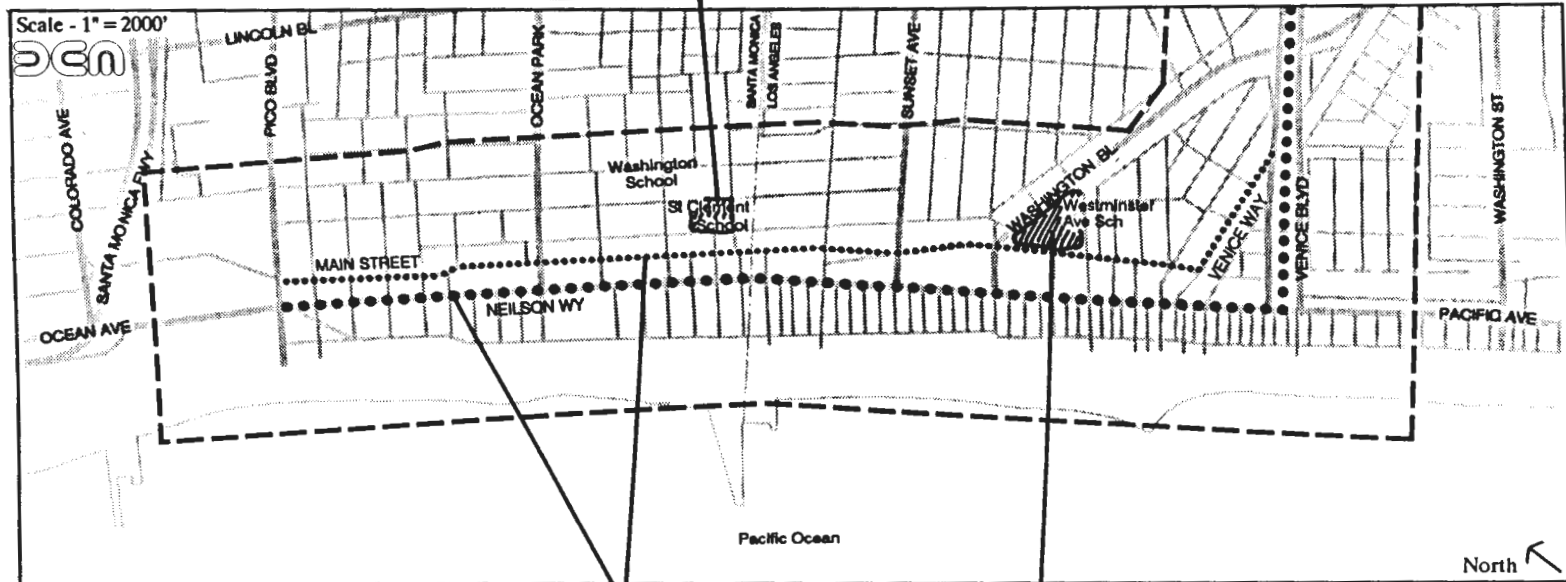 Scale - 1" = 2000'
LINCOLN BL
COLORADO AVE
SANTA MONICA FWY
PICO BLVD
OCEAN PARK
SANTA MONICA
LOS ANGELES
SUNSET AVE
WASHINGTON BL
VENICE WAY
VENICE BLVD
WASHINGTON ST
Washington
School
St Clement
School
Westminster
Ave Sch
MAIN STREET
NEILSON WY
OCEAN AVE
PACIFIC AVE
Pacific Ocean
North